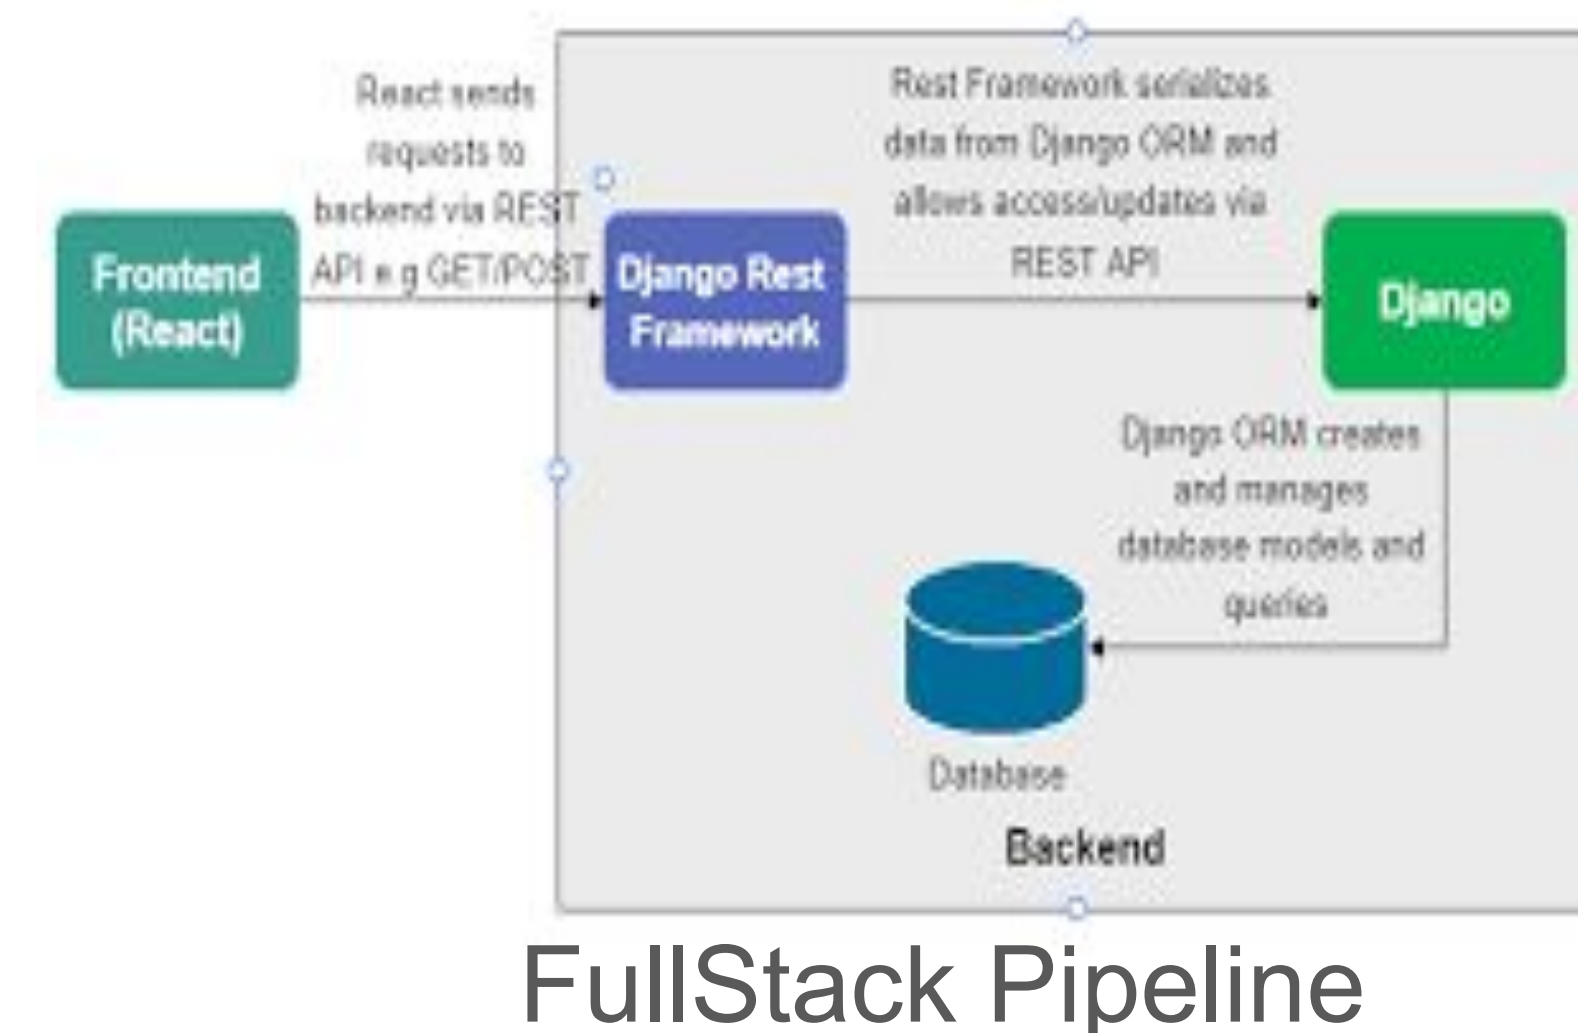 React sends
requests to
backend via REST
API e.g GET/POST
Rest Framework serializes
data from Django ORM and
allows access/updates via
REST API
Frontend
(React)
Django Rest
Framework
Django
Django ORM creates
and manages
database models and
queries
Database
Backend
FullStack Pipeline